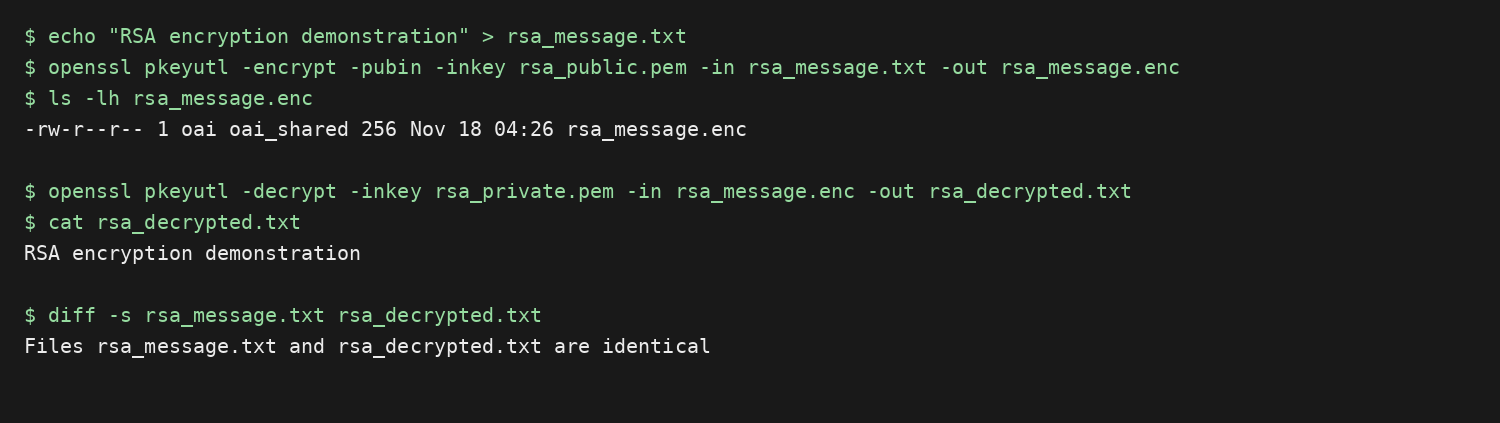 $ echo "RSA encryption demonstration" > rsa_message.txt
$ openssl pkeyutl -encrypt -pubin -inkey rsa_public.pem -in rsa_message.txt -out rsa_message.enc
$ ls -lh rsa_message.enc
-rw-r--r-- 1 oai oai_shared 256 Nov 18 04:26 rsa_message.enc
$ openssl pkeyutl -decrypt -inkey rsa_private.pem -in rsa_message.enc -out rsa_decrypted.txt
$ cat rsa_decrypted.txt
RSA encryption demonstration
$ diff -s rsa_message.txt rsa_decrypted.txt
Files rsa_message.txt and rsa_decrypted.txt are identical